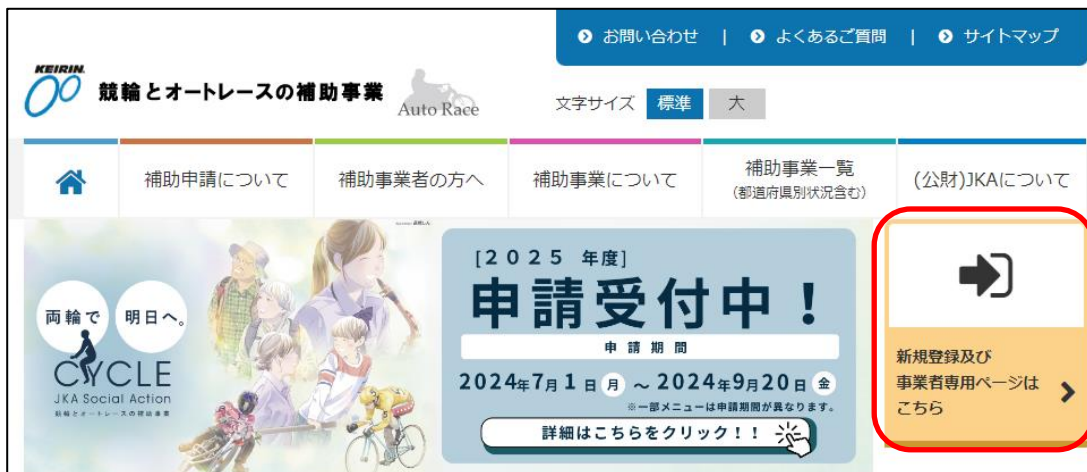 お問い合わせ | よくあるご質問 | サイトマップ
KEIRIN.
競輪とオートレースの補助事業
Auto Race
文字サイズ 標準 大
補助申請について
補助事業者の方へ
補助事業について
補助事業一覧
(都道府県別状況含む)
(公財)JKAについて
両輪で 明日へ。
CYCLE
JKA Social Action
競輪とオートレースの補助事業
[2025 年度]
申請受付中!
申請期間
2024年7月1日 月 ~ 2024年9月20日 金
※一部メニューは申請期間が異なります。
詳細はこちらをクリック!!
新規登録及び
事業者専用ページは
こちら